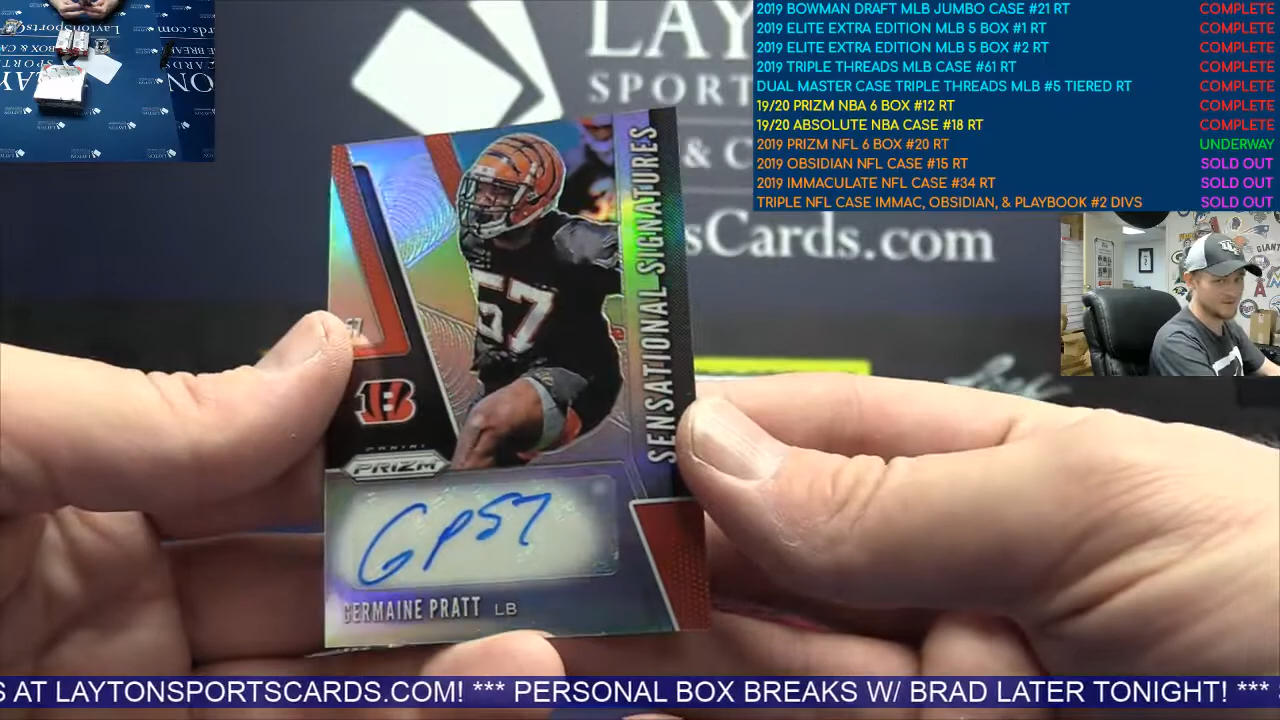 2019 BOWMAN DRAFT MLB JUMBO CASE #21 RT COMPLETE
2019 ELITE EXTRA EDITION MLB 5 BOX #1 RT COMPLETE
2019 ELITE EXTRA EDITION MLB 5 BOX #2 RT COMPLETE
2019 TRIPLE THREADS MLB CASE #61 RT COMPLETE
DUAL MASTER CASE TRIPLE THREADS MLB #5 TIERED RT COMPLETE
19/20 PRIZM NBA 6 BOX #12 RT COMPLETE
19/20 ABSOLUTE NBA CASE #18 RT COMPLETE
2019 PRIZM NFL 6 BOX #20 RT UNDERWAY
2019 OBSIDIAN NFL CASE #15 RT SOLD OUT
2019 IMMACULATE NFL CASE #34 RT SOLD OUT
TRIPLE NFL CASE IMMAC, OBSIDIAN, & PLAYBOOK #2 DIVS SOLD OUT
LAY
SPORT
& C
sCards.com
SENSATIONAL SIGNATURES
57
B
PANINI
PRIZM
GP57
GERMAINE PRATT LB
S AT LAYTONSPORTSCARDS.COM! *** PERSONAL BOX BREAKS W/ BRAD LATER TONIGHT! ***